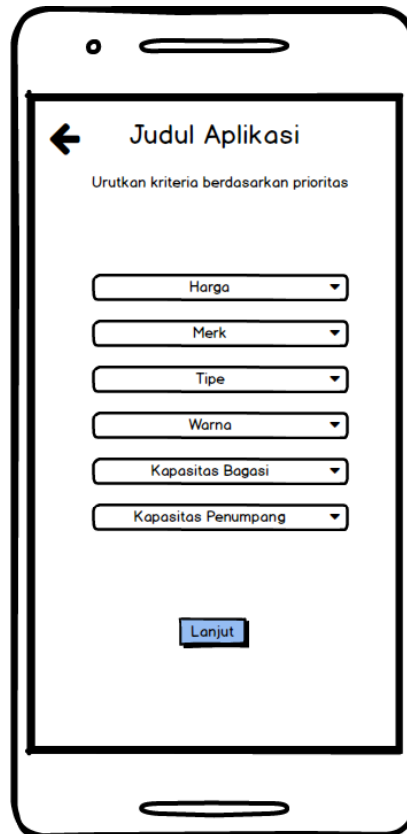 Judul Aplikasi
Urutkan kriteria berdasarkan prioritas
Harga
Merk
Tipe
Warna
Kapasitas Bagasi
Kapasitas Penumpang
Lanjut